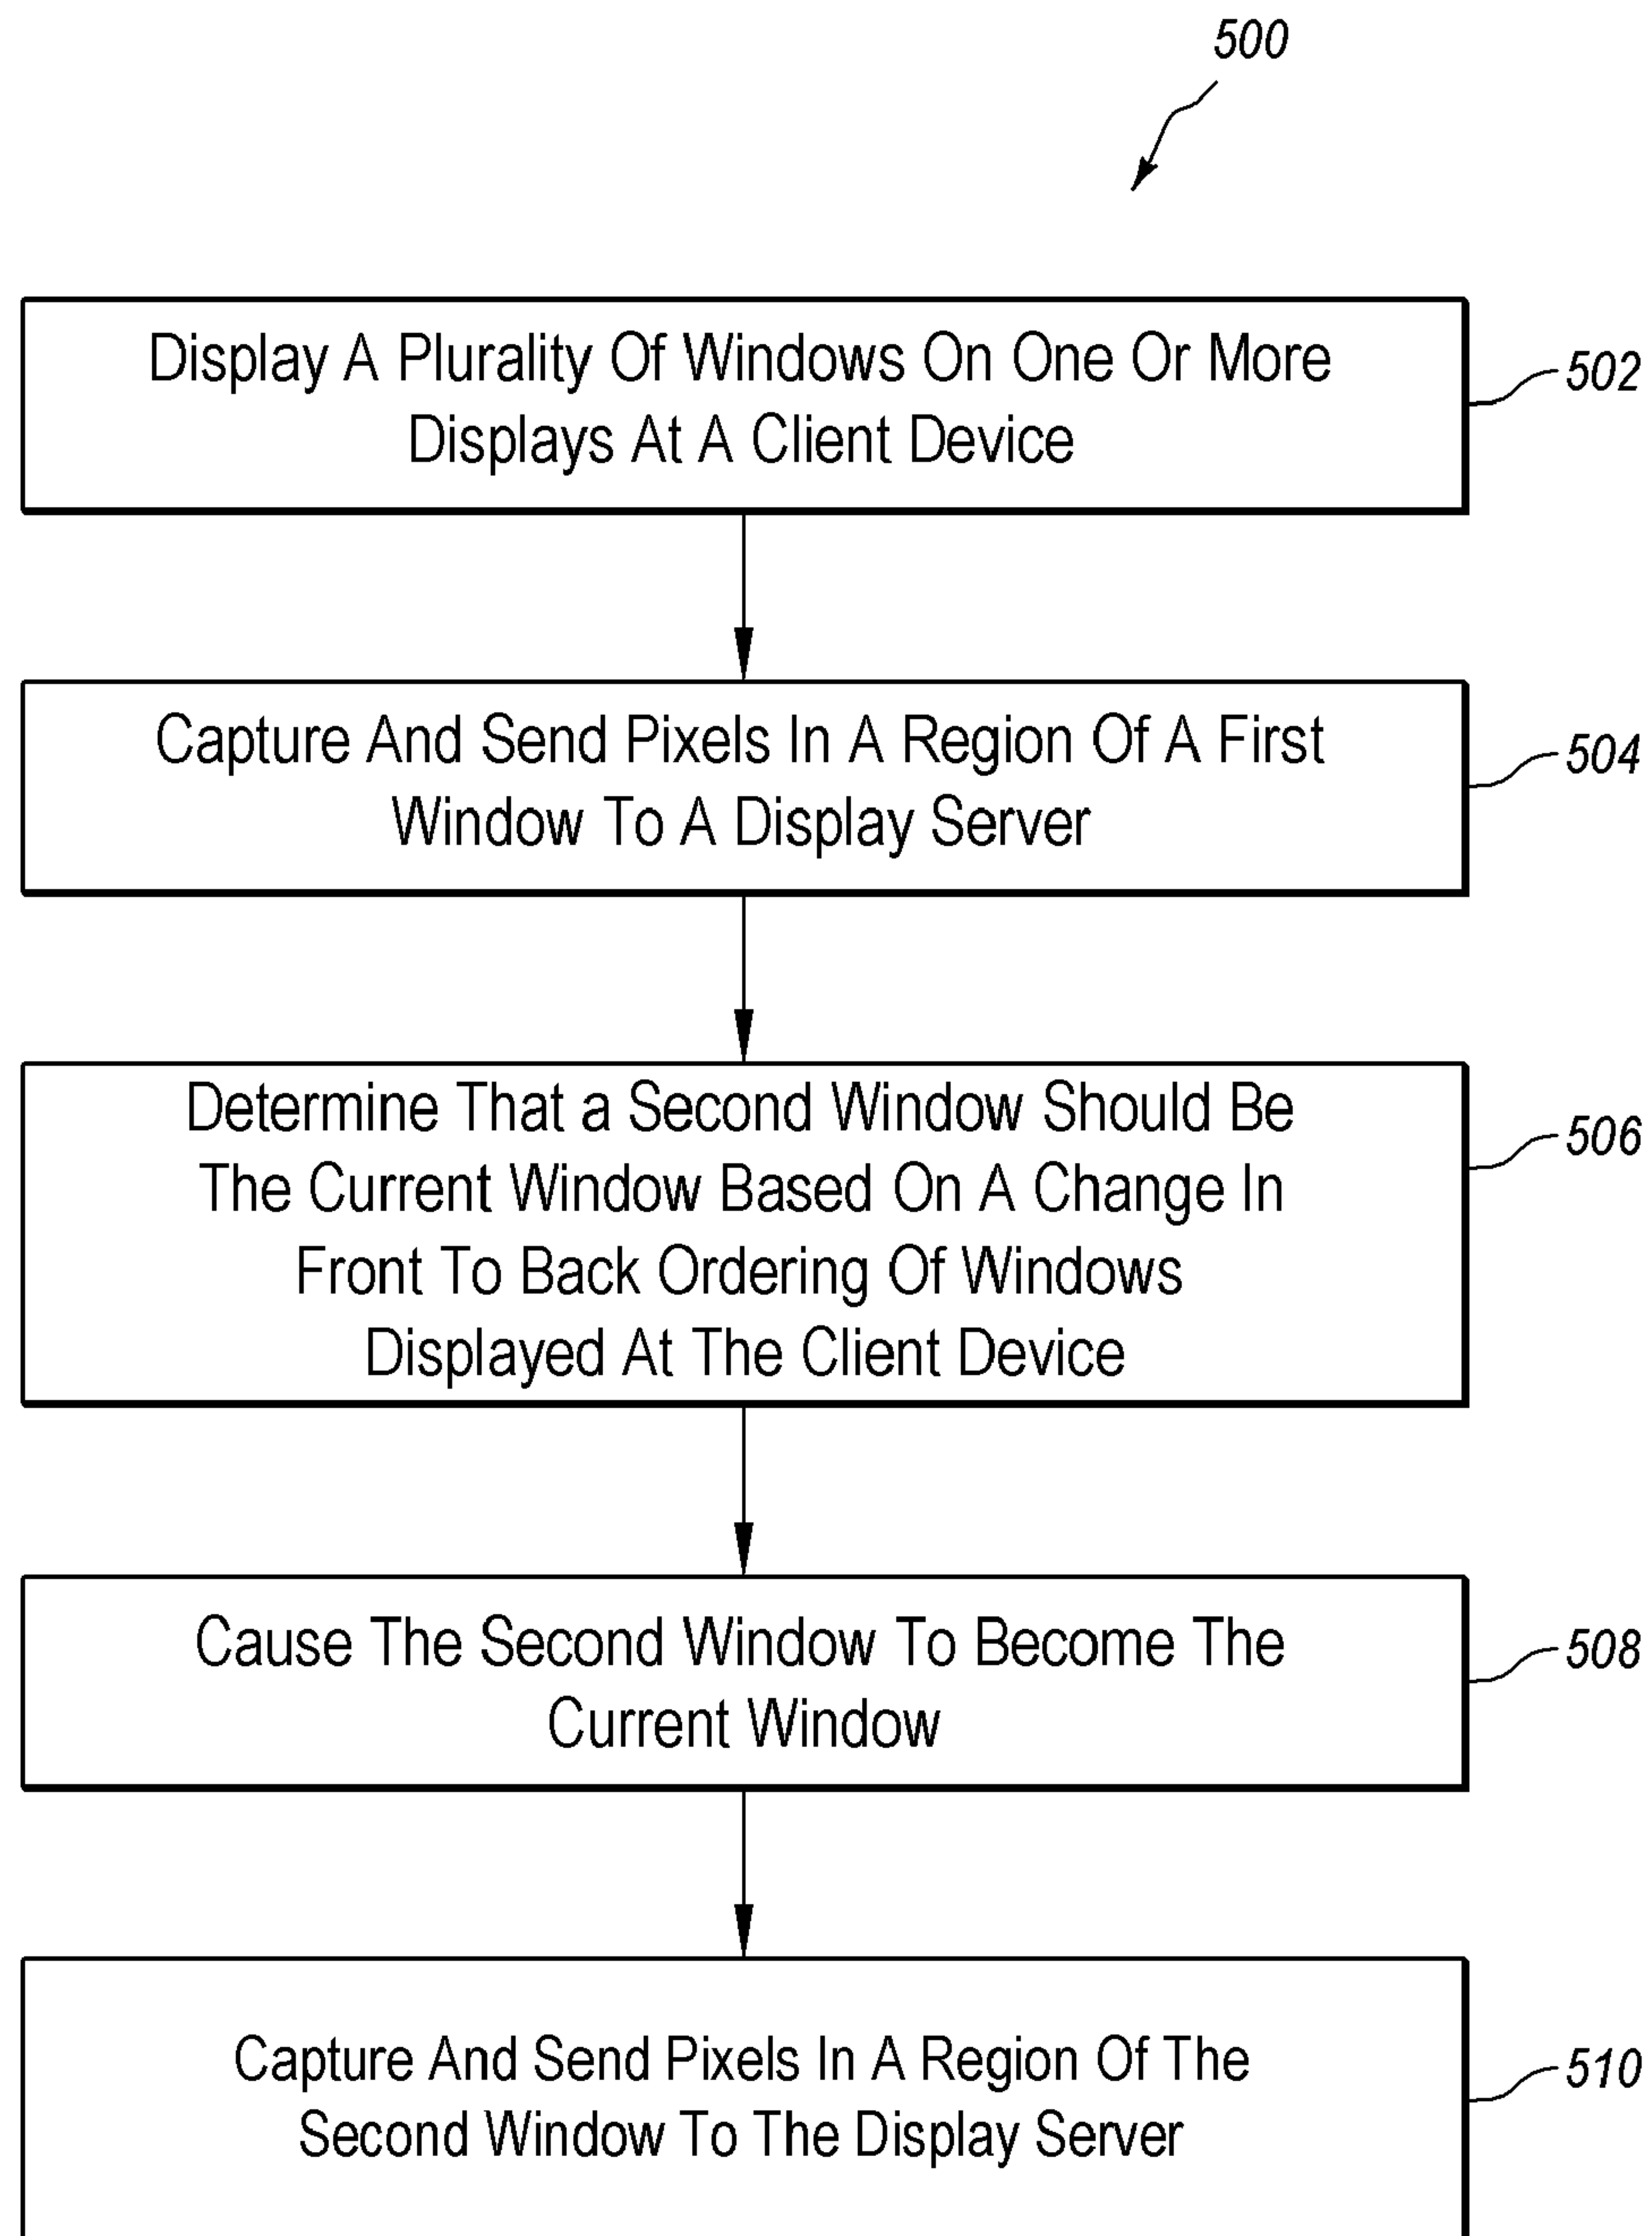 500
Display A Plurality Of Windows On One Or More
Displays At A Client Device
502
Capture And Send Pixels In A Region Of A First
Window To A Display Server
504
Determine That a Second Window Should Be
The Current Window Based On A Change In
Front To Back Ordering Of Windows
Displayed At The Client Device
506
Cause The Second Window To Become The
Current Window
508
Capture And Send Pixels In A Region Of The
Second Window To The Display Server
510